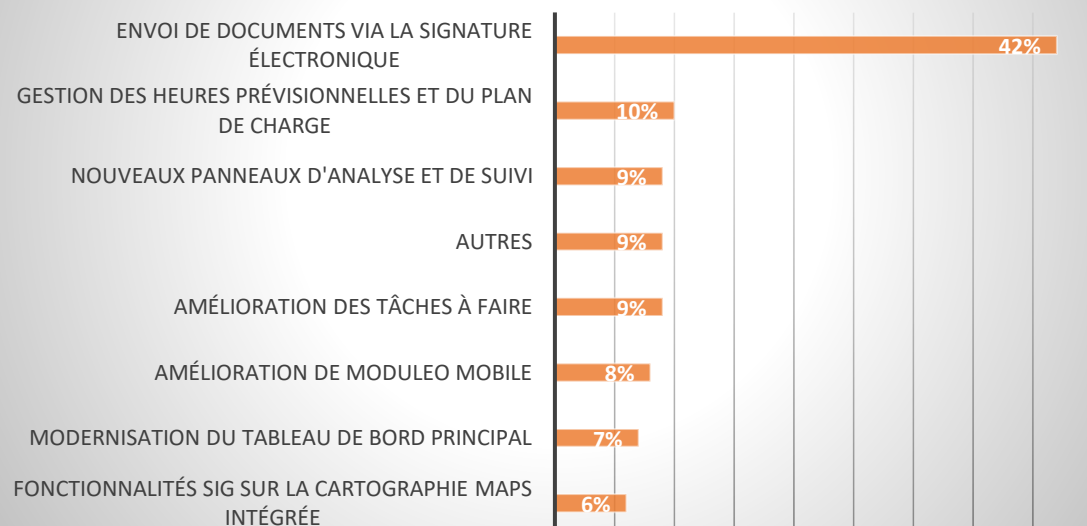 ENVOI DE DOCUMENTS VIA LA SIGNATURE
ÉLECTRONIQUE
42%
GESTION DES HEURES PRÉVISIONNELLES ET DU PLAN
DE CHARGE
10%
NOUVEAUX PANNEAUX D'ANALYSE ET DE SUIVI
9%
AUTRES
9%
AMÉLIORATION DES TÂCHES À FAIRE
9%
AMÉLIORATION DE MODULEO MOBILE
8%
MODERNISATION DU TABLEAU DE BORD PRINCIPAL
7%
FONCTIONNALITÉS SIG SUR LA CARTOGRAPHIE MAPS
INTÉGRÉE
6%